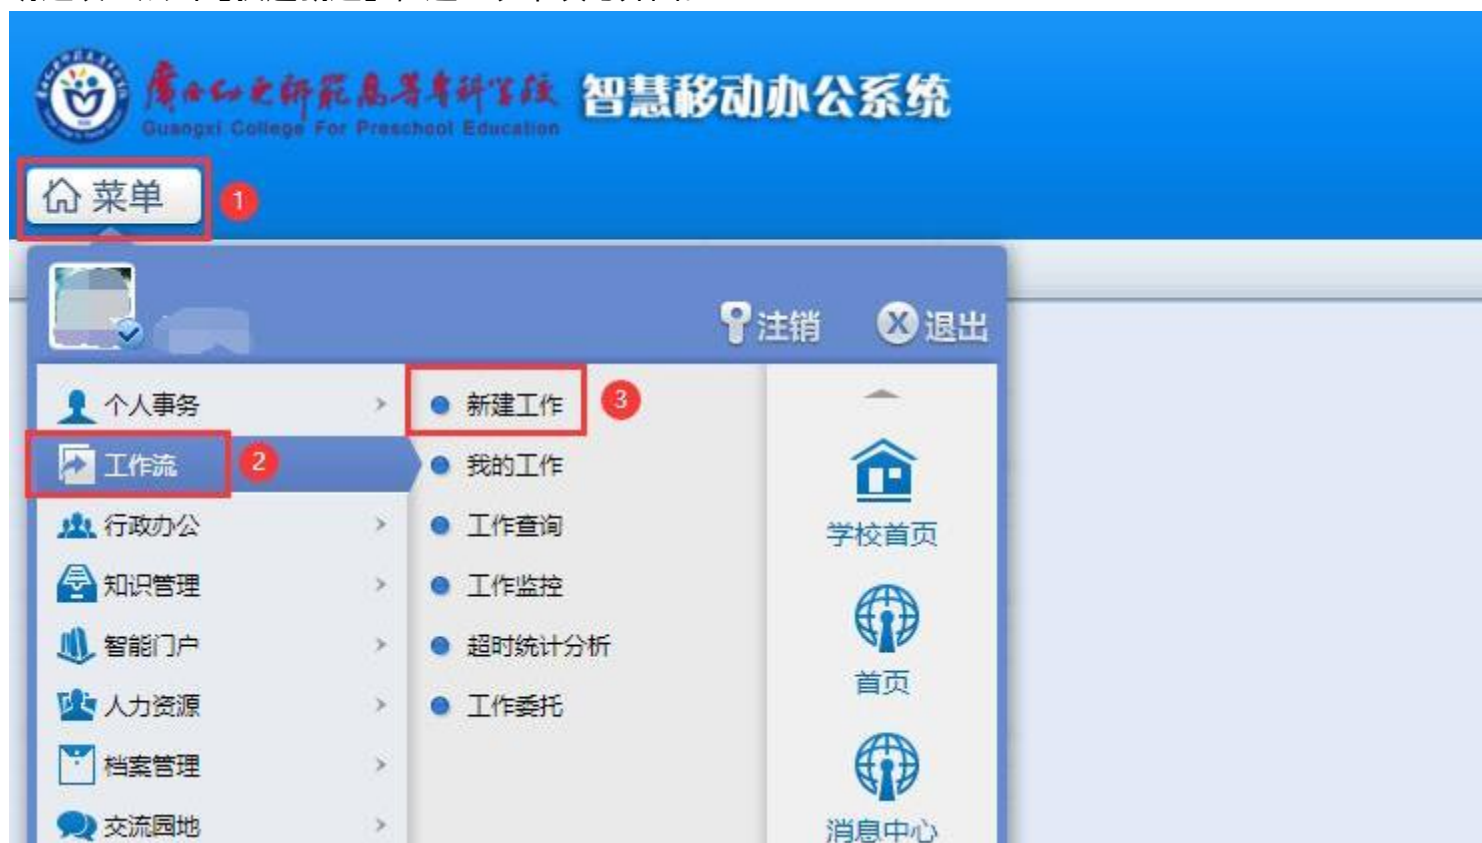 广西幼儿师范高等专科学校 智慧移动办公系统
Guangxi College For Preschool Education
菜单 1
注销 退出
个人事务
工作流 2
行政办公
知识管理
智能门户
人力资源
档案管理
交流园地
新建工作 3
我的工作
工作查询
工作监控
超时统计分析
工作委托
学校首页
首页
消息中心